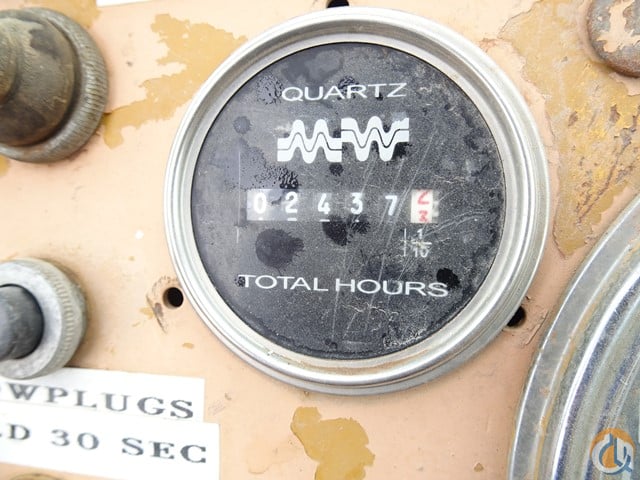 QUARTZ
MW
0 2 4 3 7
1
10
TOTAL HOURS
WPLUGS
D 30 SEC